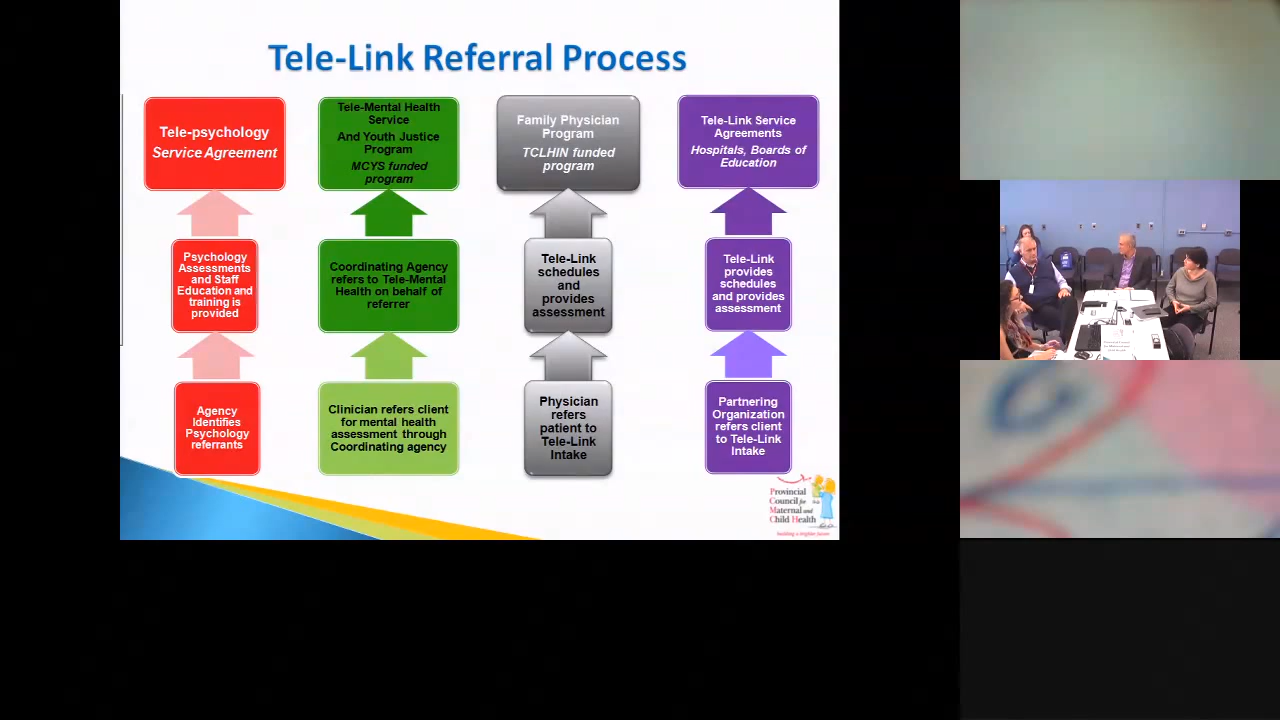 Tele-Link Referral Process
Tele-psychology
Service Agreement
Psychology
Assessments
and Staff
Education and
training is
provided
Agency
Identifies
Psychology
referrants
Tele-Mental Health
Service
And Youth Justice
Program
MCYS funded
program
Coordinating Agency
refers to Tele-Mental
Health on behalf of
referrer
Clinician refers client
for mental health
assessment through
Coordinating agency
Family Physician
Program
TCLHIN funded
program
Tele-Link
schedules
and
provides
assessment
Physician
refers
patient to
Tele-Link
Intake
Tele-Link Service
Agreements
Hospitals, Boards of
Education
Tele-Link
provides
schedules
and provides
assessment
Partnering
Organization
refers client
to Tele-Link
Intake
Provincial
Council for
Maternal and
Child Health
building a brighter future